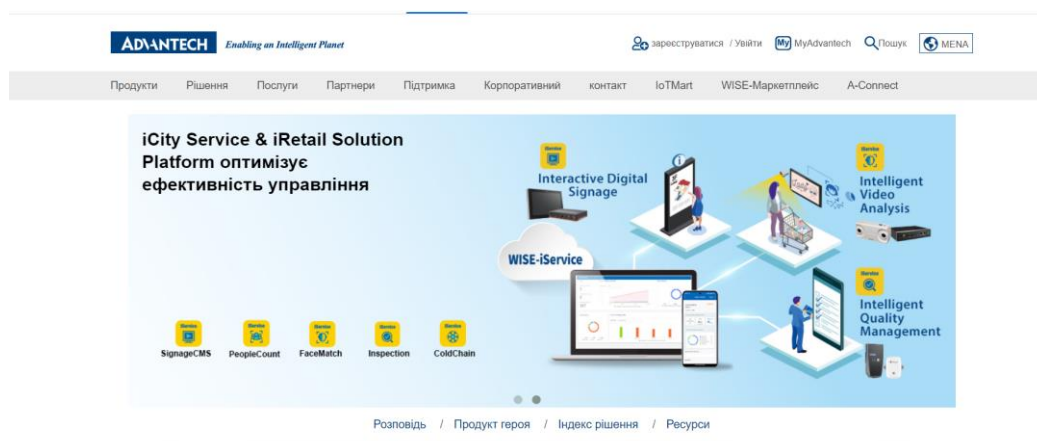 ADVANTECH Enabling an Intelligent Planet
зареєструватися / Увійти My MyAdvantech Пошук MENA
Продукти Рішення Послуги Партнери Підтримка Корпоративний контакт IoTMart WISE-Маркетплейс A-Connect
iCity Service & iRetail Solution
Platform оптимізує
ефективність управління
Interactive Digital
Signage
Intelligent
Video
Analysis
WISE-iService
Intelligent
Quality
Management
SignageCMS PeopleCount FaceMatch Inspection ColdChain
Розповідь / Продукт героя / Індекс рішення / Ресурси